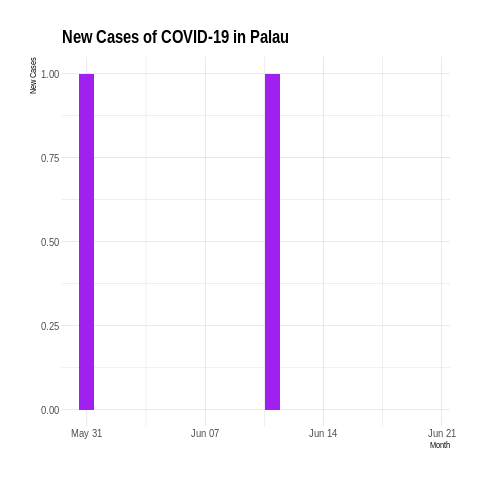 New Cases of COVID-19 in Palau
New Cases
1.00
0.75
0.50
0.25
0.00
May 31
Jun 07
Jun 14
Jun 21
Month